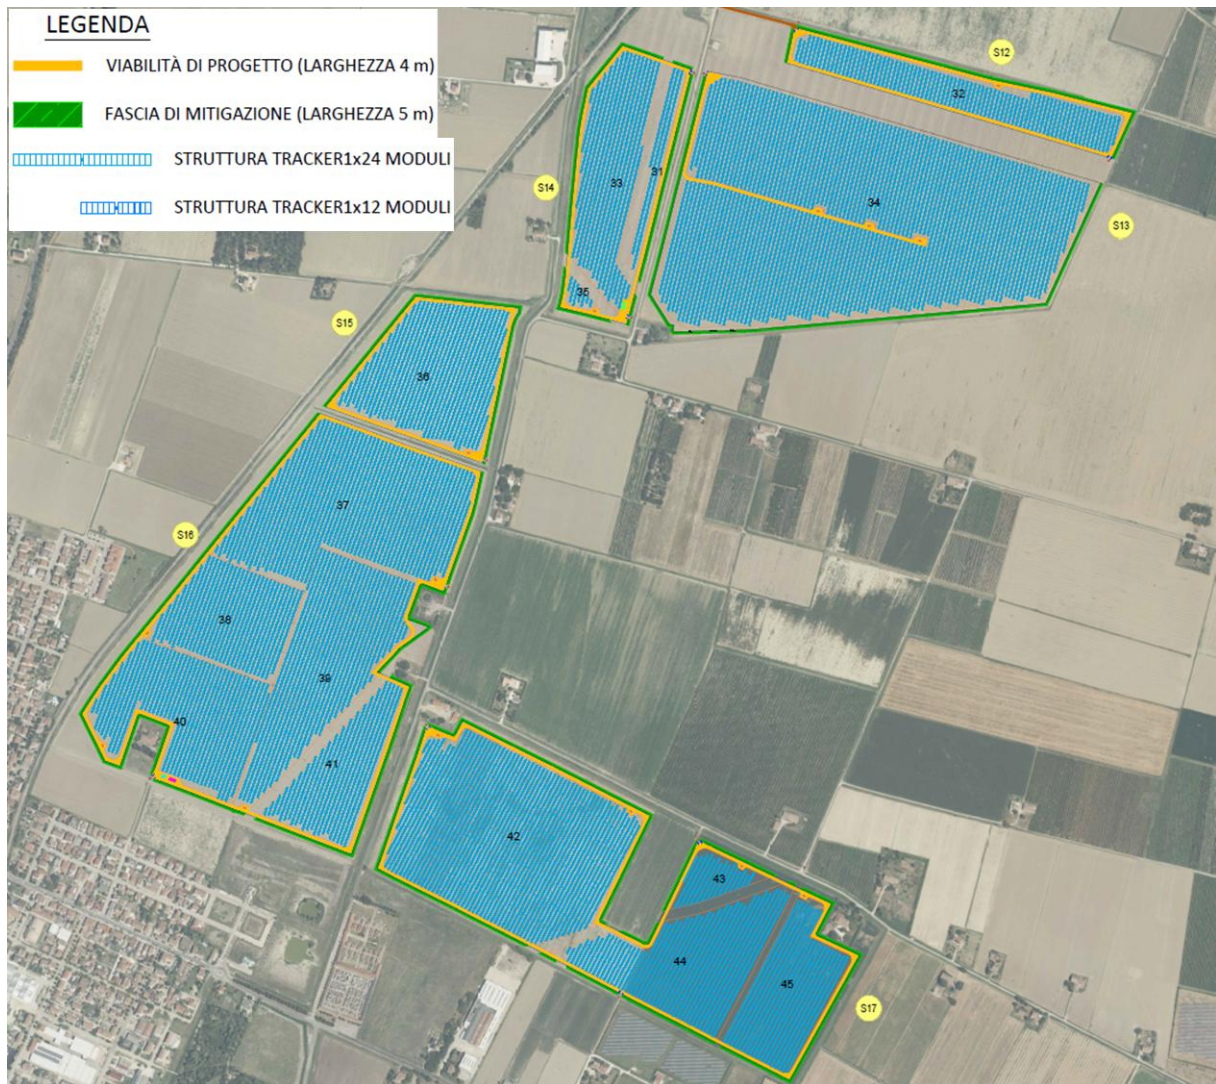 LEGENDA
VIABILITÀ DI PROGETTO (LARGHEZZA 4 m)
FASCIA DI MITIGAZIONE (LARGHEZZA 5 m)
STRUTTURA TRACKER1x24 MODULI
STRUTTURA TRACKER1x12 MODULI
S12
32
33
31
S14
34
S13
35
S15
36
37
S16
38
39
40
41
42
43
44
45
S17